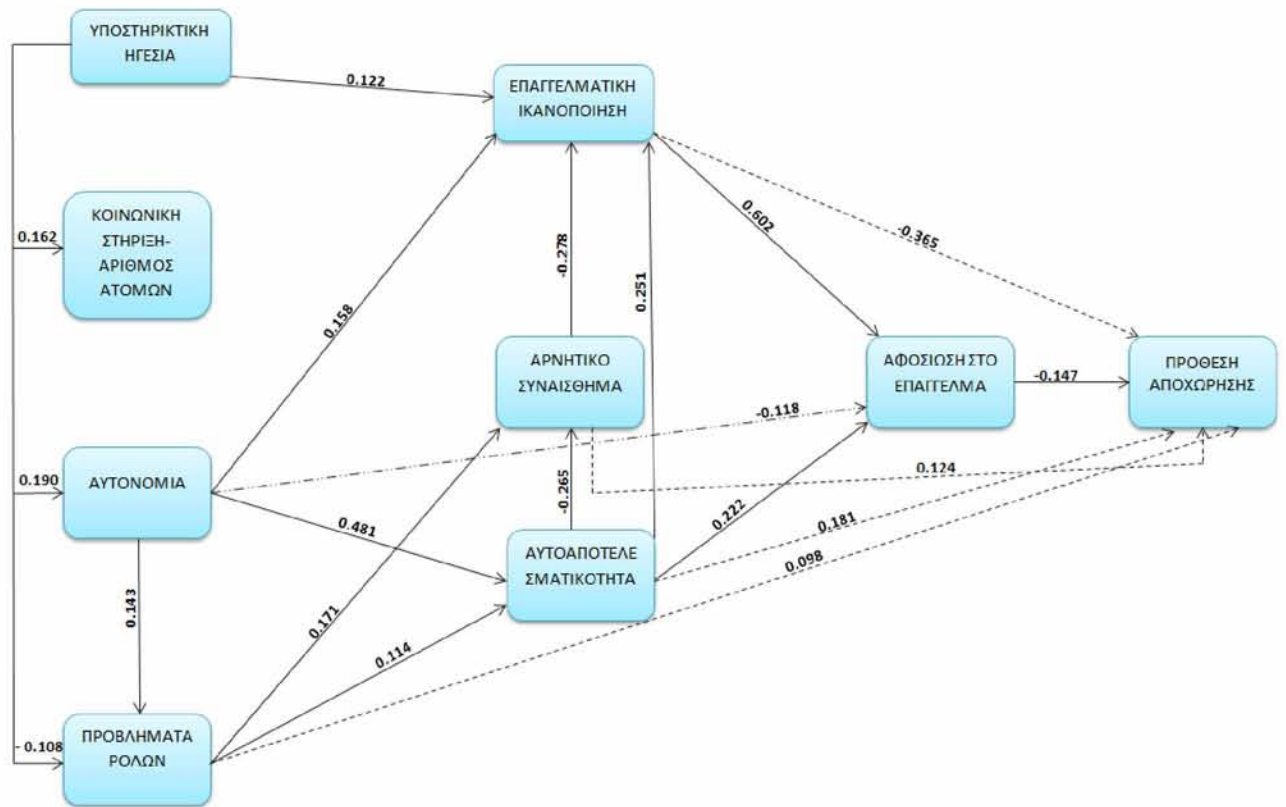 ΥΠΟΣΤΗΡΙΚΤΙΚΗ
ΗΓΕΣΙΑ
0.122
ΕΠΑΓΓΕΛΜΑΤΙΚΗ
ΙΚΑΝΟΠΟΙΗΣΗ
ΚΟΙΝΩΝΙΚΗ
ΣΤΗΡΙΞΗ-
ΑΡΙΘΜΟΣ
ΑΤΟΜΩΝ
0.162
0.158
-0.278
0.251
0.602
-0.365
ΑΡΝΗΤΙΚΟ
ΣΥΝΑΙΣΘΗΜΑ
ΑΦΟΣΙΩΣΗ ΣΤΟ
ΕΠΑΓΓΕΛΜΑ
-0.147
ΠΡΟΘΕΣΗ
ΑΠΟΧΩΡΗΣΗΣ
-0.118
0.190
ΑΥΤΟΝΟΜΙΑ
0.124
-0.265
0.481
0.222
0.181
0.098
ΑΥΤΟΑΠΟΤΕΛΕ
ΣΜΑΤΙΚΟΤΗΤΑ
0.143
0.171
0.114
- 0.108
ΠΡΟΒΛΗΜΑΤΑ
ΡΟΛΩΝ